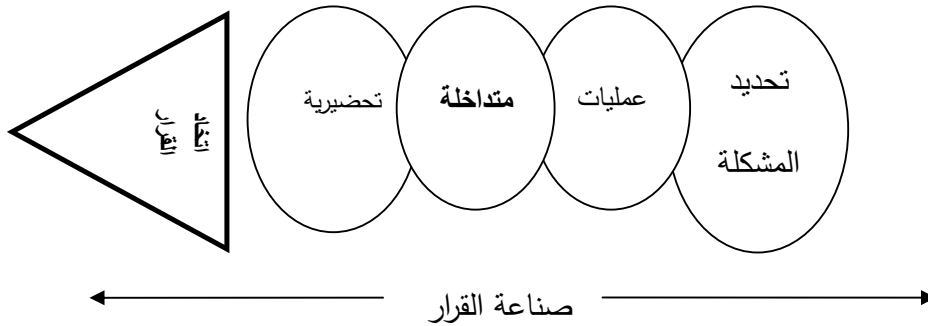 تحديد
المشكلة
عمليات
متداخلة
تحضيرية
اتخاذ
القرار
صناعة القرار